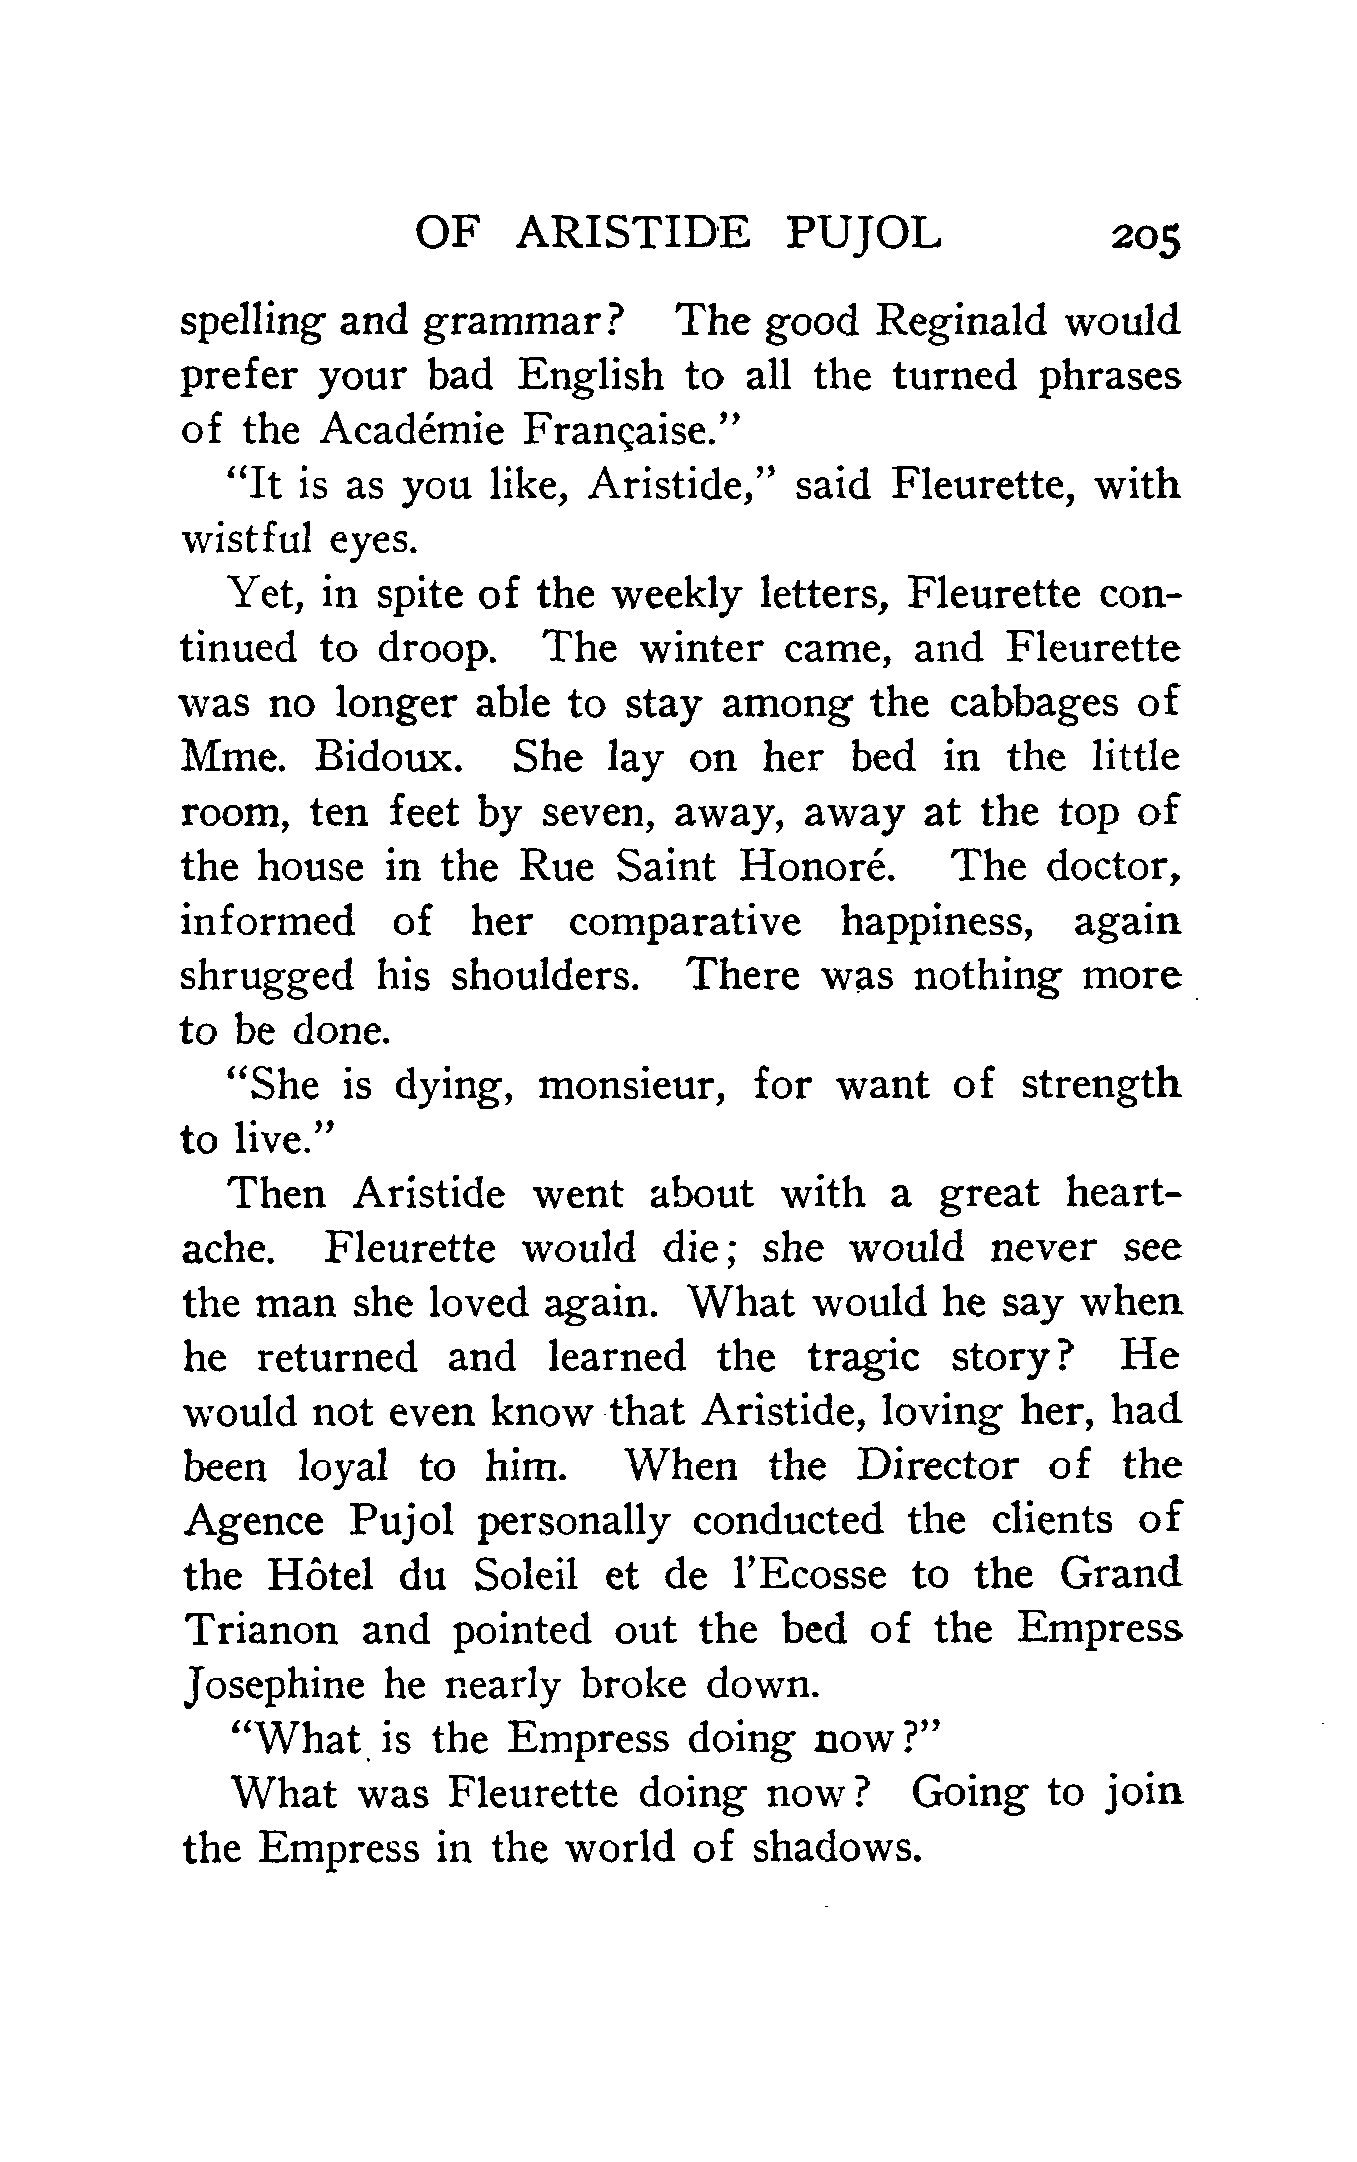 OF ARISTIDE PUJOL 205
spelling and grammar? The good Reginald would
prefer your bad English to all the turned phrases
of the Académie Française."
"It is as you like, Aristide," said Fleurette, with
wistful eyes.
Yet, in spite of the weekly letters, Fleurette con-
tinued to droop. The winter came, and Fleurette
was no longer able to stay among the cabbages of
Mme. Bidoux. She lay on her bed in the little
room, ten feet by seven, away, away at the top of
the house in the Rue Saint Honoré. The doctor,
informed of her comparative happiness, again
shrugged his shoulders. There was nothing more
to be done.
"She is dying, monsieur, for want of strength
to live."
Then Aristide went about with a great heart-
ache. Fleurette would die; she would never see
the man she loved again. What would he say when
he returned and learned the tragic story? He
would not even know that Aristide, loving her, had
been loyal to him. When the Director of the
Agence Pujol personally conducted the clients of
the Hôtel du Soleil et de l'Ecosse to the Grand
Trianon and pointed out the bed of the Empress
Josephine he nearly broke down.
"What is the Empress doing now?"
What was Fleurette doing now? Going to join
the Empress in the world of shadows.